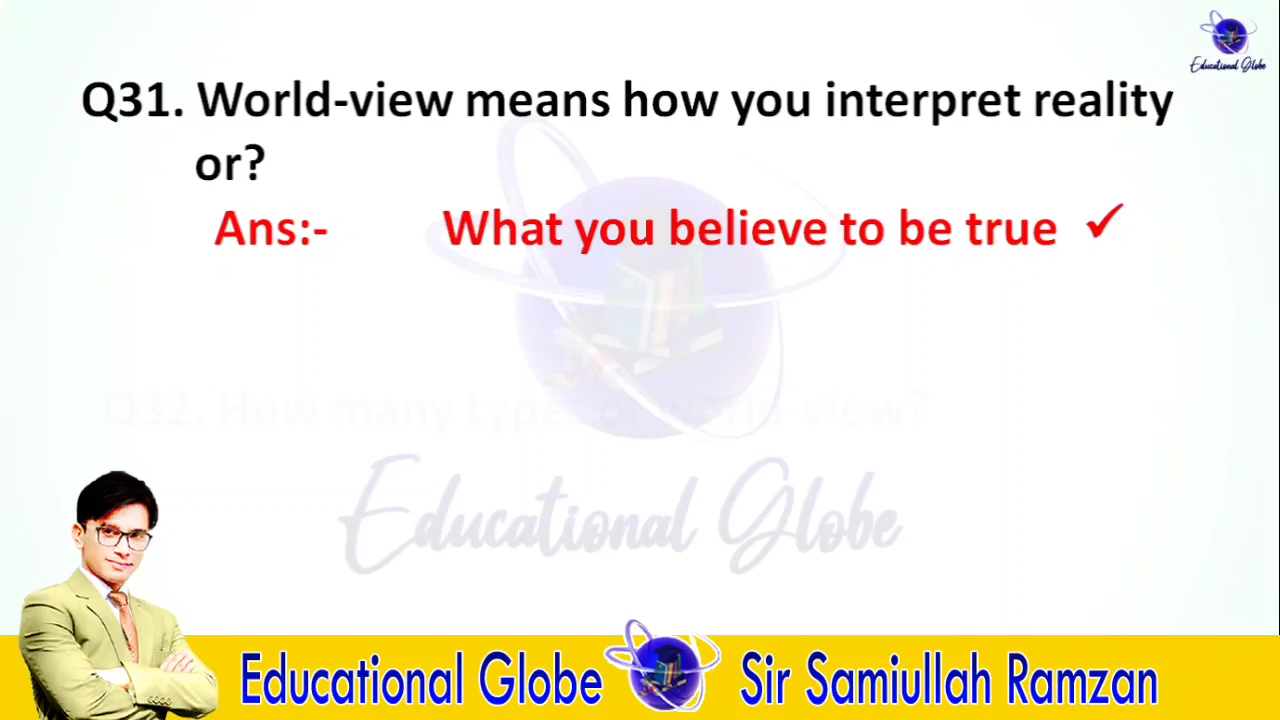 Educational Globe
Q31. World-view means how you interpret reality
or?
Ans:- What you believe to be true ✓
Q32. How many types of world-view?
Educational Globe
Educational Globe Sir Samiullah Ramzan